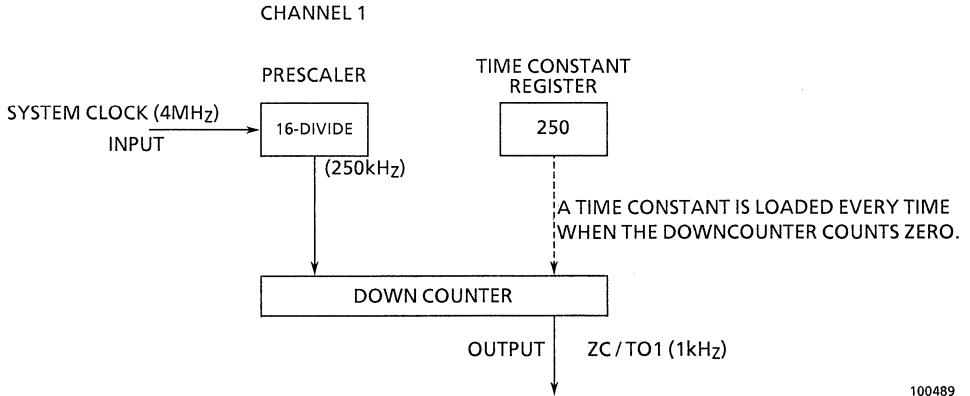 CHANNEL 1
PRESCALER
TIME CONSTANT
REGISTER
SYSTEM CLOCK (4MHz)
INPUT
16-DIVIDE
250
(250kHz)
A TIME CONSTANT IS LOADED EVERY TIME
WHEN THE DOWNCOUNTER COUNTS ZERO.
DOWN COUNTER
OUTPUT
ZC / TO1 (1kHz)
100489